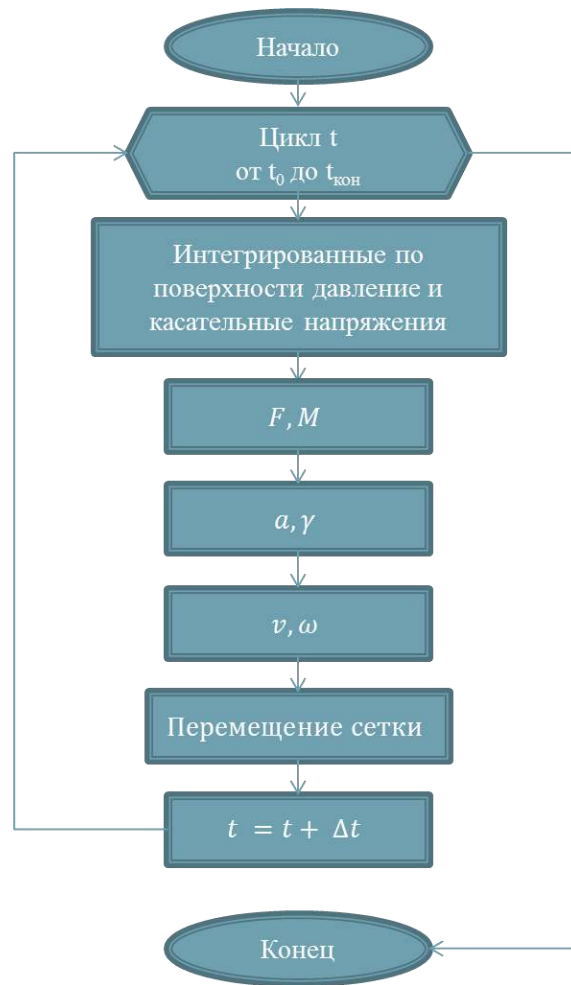 Начало
Цикл t
от t₀ до tкон
Интегрированные по
поверхности давление и
касательные напряжения
F, M
a, γ
v, ω
Перемещение сетки
t = t + Δt
Конец